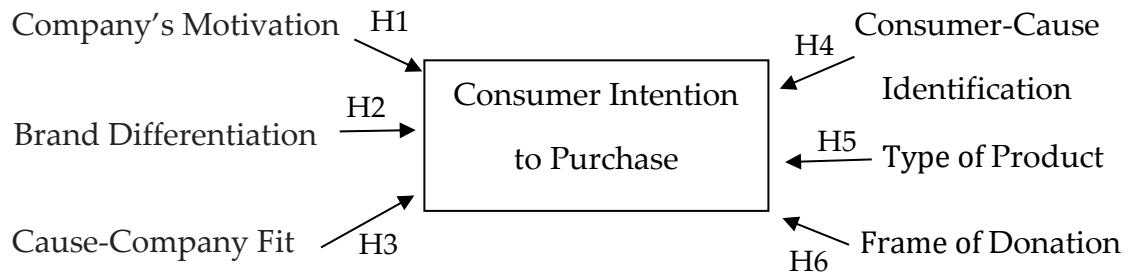 Company’s Motivation
H1
Brand Differentiation
H2
Cause-Company Fit
H3
Consumer Intention
to Purchase
H4
Consumer-Cause
Identification
H5
Type of Product
H6
Frame of Donation